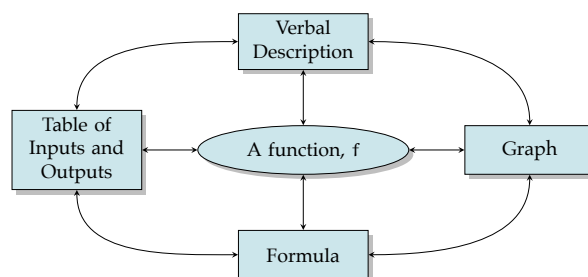 Verbal
Description
Table of
Inputs and
Outputs
A function, f
Graph
Formula